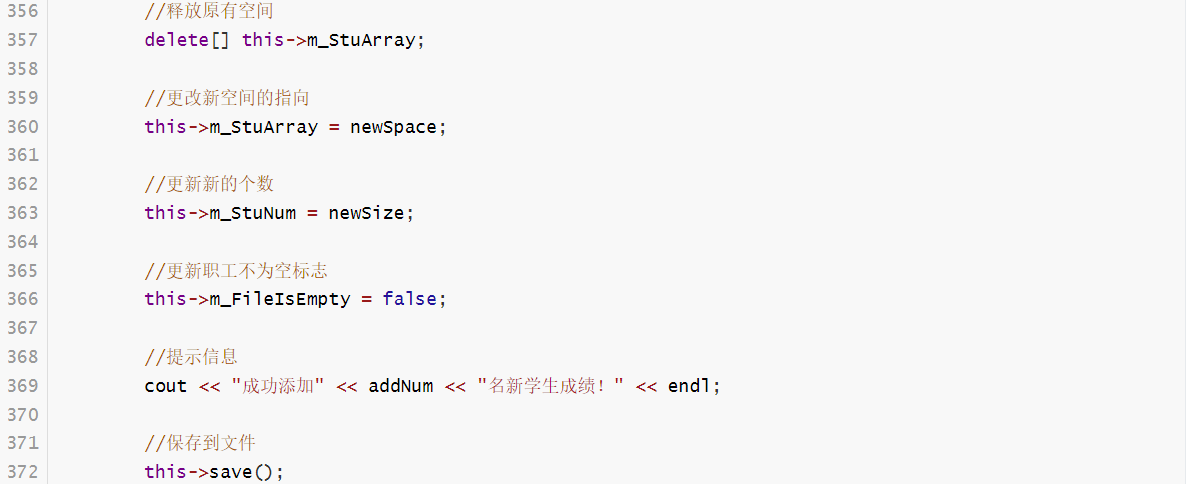 356 //释放原有空间
357 delete[] this->m_StuArray;
358
359 //更改新空间的指向
360 this->m_StuArray = newSpace;
361
362 //更新新的个数
363 this->m_StuNum = newSize;
364
365 //更新职工不为空标志
366 this->m_FileIsEmpty = false;
367
368 //提示信息
369 cout << "成功添加" << addNum << "名新学生成绩！" << endl;
370
371 //保存到文件
372 this->save();